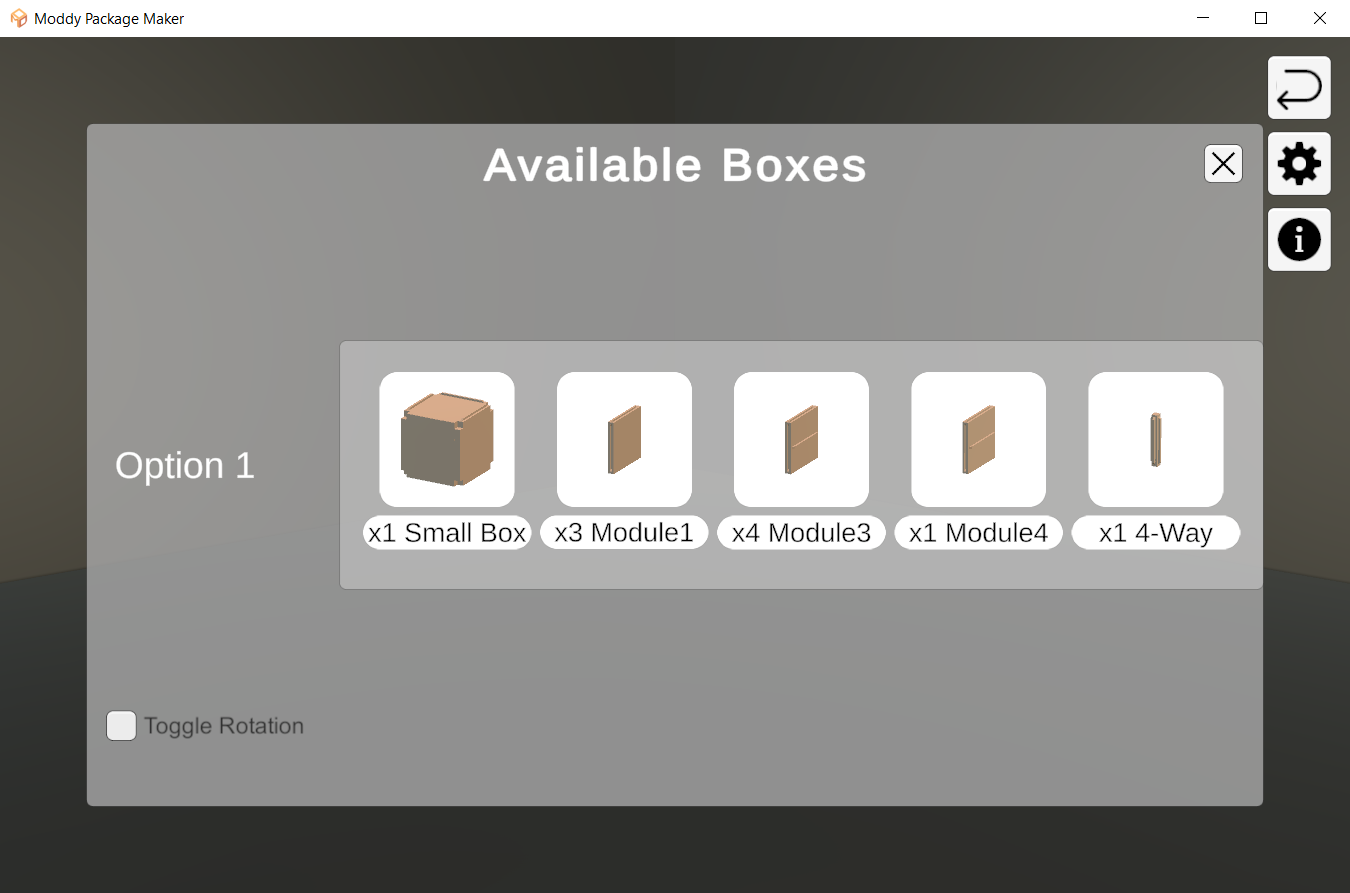 Moddy Package Maker
Available Boxes
Option 1
x1 Small Box
x3 Module1
x4 Module3
x1 Module4
x1 4-Way
Toggle Rotation